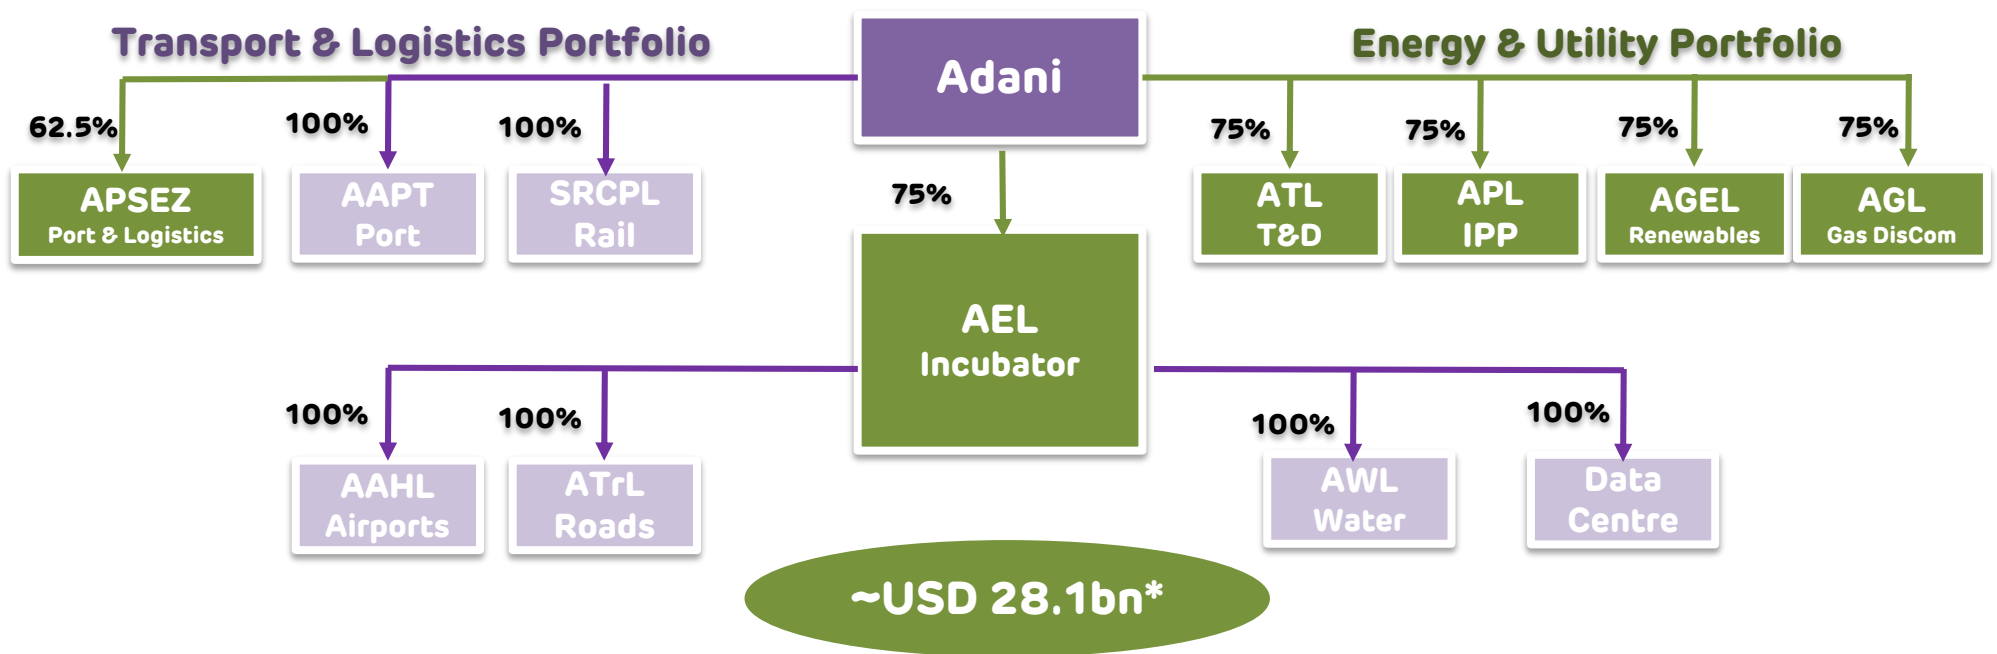 Transport & Logistics Portfolio
Adani
Energy & Utility Portfolio
62.5%
100%
100%
75%
75%
75%
75%
75%
APSEZ
Port & Logistics
AAPT
Port
SRCPL
Rail
ATL
T&D
APL
IPP
AGEL
Renewables
AGL
Gas DisCom
AEL
Incubator
100%
100%
100%
100%
AAHL
Airports
ATrL
Roads
AWL
Water
Data
Centre
~USD 28.1bn*